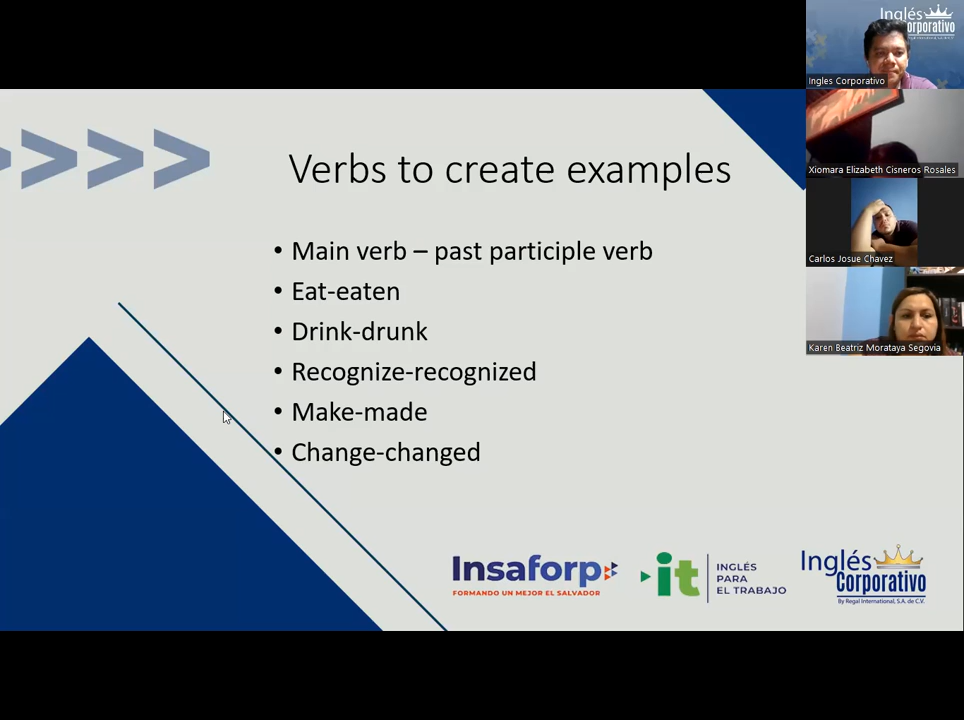 Inglés
Corporativo
Ingles Corporativo
Xiomara Elizabeth Cisneros Rosales
Carlos Josue Chavez
Karen Beatriz Morataya Segovia
Verbs to create examples
• Main verb – past participle verb
• Eat-eaten
• Drink-drunk
• Recognize-recognized
• Make-made
• Change-changed
Insaforp
FORMANDO UN MEJOR EL SALVADOR
it
INGLÉS
PARA
EL TRABAJO
Inglés
Corporativo
By Regal International, S.A. de C.V.